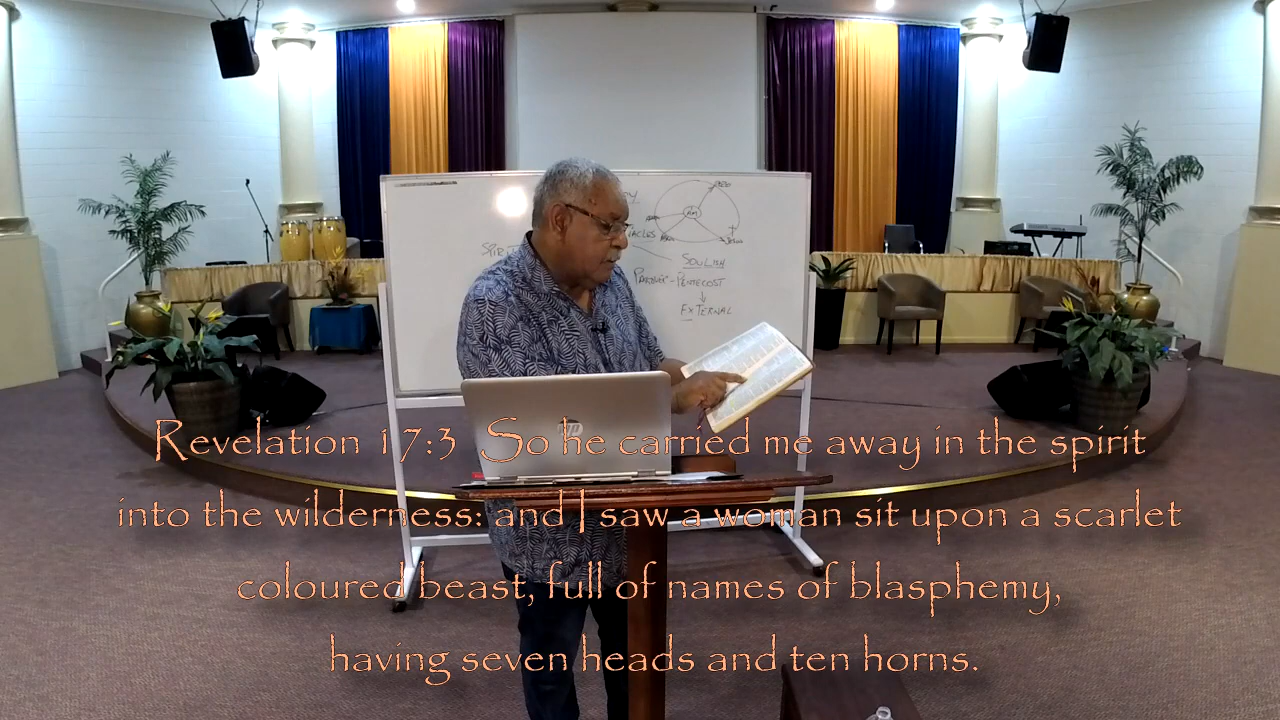 SOULISH
PENTECOST
EXTERNAL
hp
Revelation 17:3 So he carried me away in the spirit
into the wilderness: and I saw a woman sit upon a scarlet
coloured beast, full of names of blasphemy,
having seven heads and ten horns.